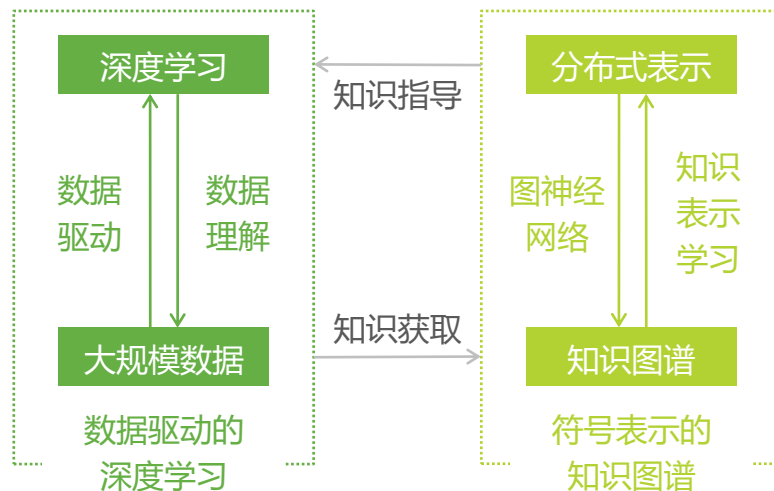 深度学习
分布式表示
知识指导
数据
驱动
数据
理解
图神经
网络
知识
表示
学习
知识获取
大规模数据
知识图谱
数据驱动的
深度学习
符号表示的
知识图谱